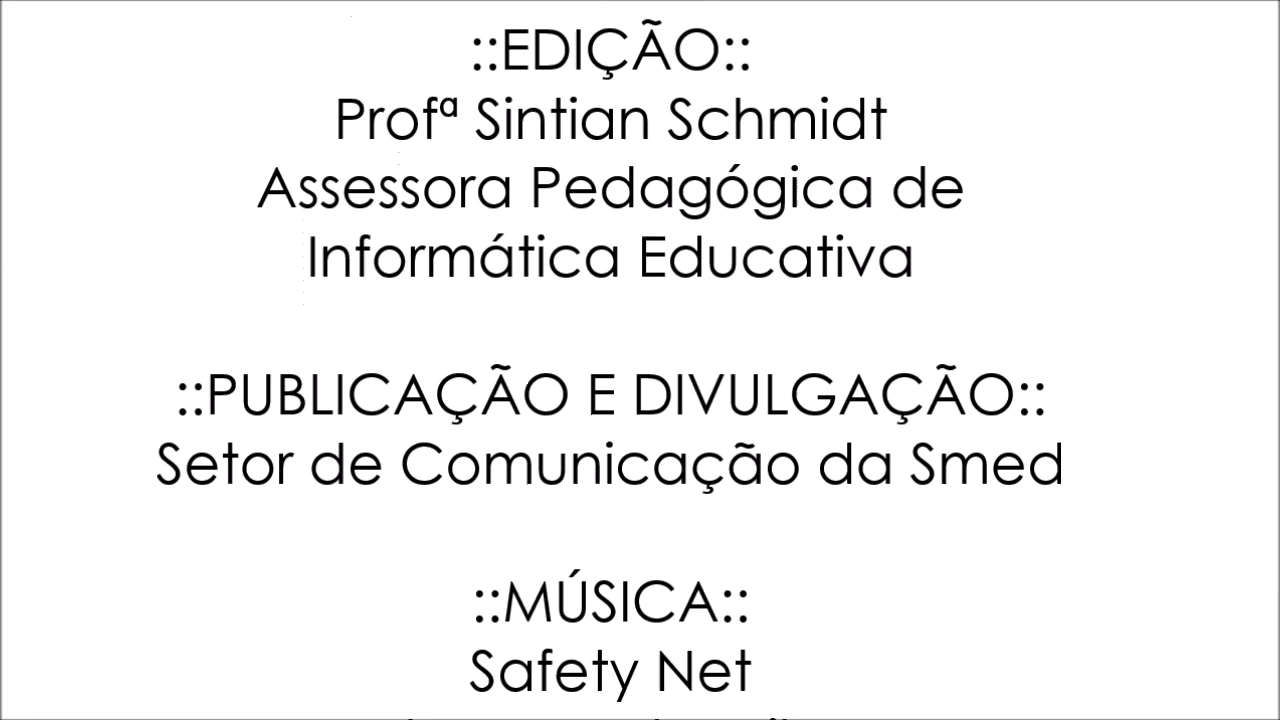 ::EDIÇÃO::
Profª Sintian Schmidt
Assessora Pedagógica de
Informática Educativa
::PUBLICAÇÃO E DIVULGAÇÃO::
Setor de Comunicação da Smed
::MÚSICA::
Safety Net